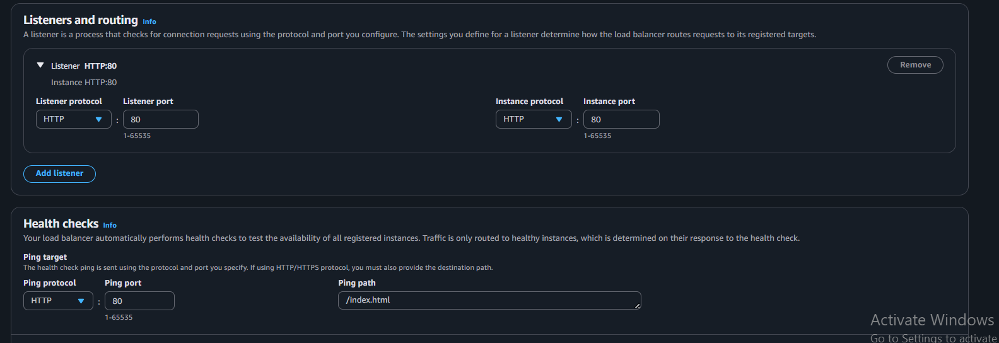 Listeners and routing Info
A listener is a process that checks for connection requests using the protocol and port you configure. The settings you define for a listener determine how the load balancer routes requests to its registered targets.
Listener HTTP:80
Remove
Instance HTTP:80
Listener protocol Listener port Instance protocol Instance port
HTTP : 80 HTTP : 80
1-65535 1-65535
Add listener
Health checks Info
Your load balancer automatically performs health checks to test the availability of all registered instances. Traffic is only routed to healthy instances, which is determined on their response to the health check.
Ping target
The health check ping is sent using the protocol and port you specify. If using HTTP/HTTPS protocol, you must also provide the destination path.
Ping protocol Ping port Ping path
HTTP : 80 /index.html
1-65535
Activate Windows
Go to Settings to activate